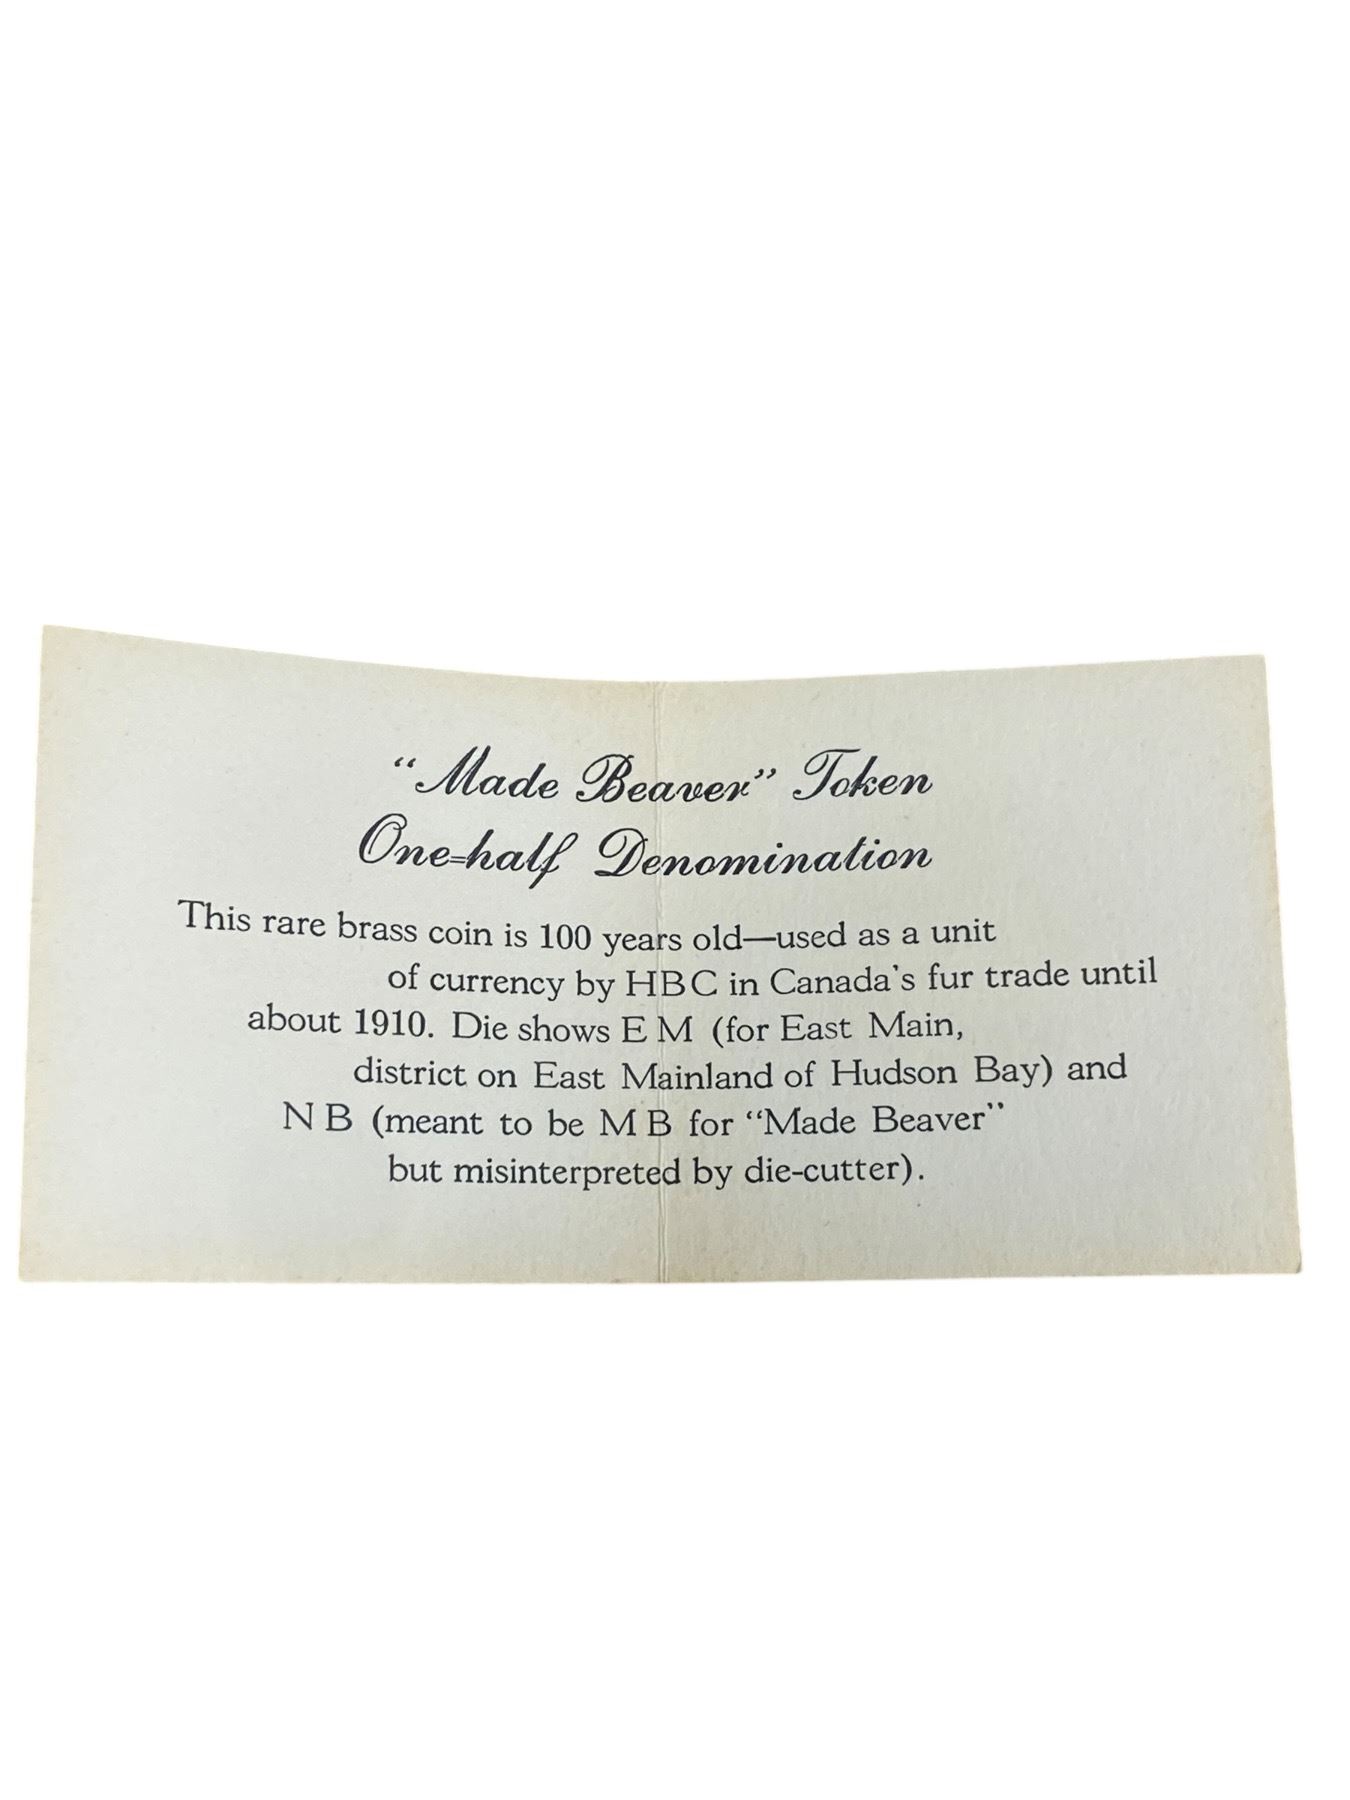 “Made Beaver” Token
One-half Denomination
This rare brass coin is 100 years old—used as a unit
of currency by HBC in Canada's fur trade until
about 1910. Die shows E M (for East Main,
district on East Mainland of Hudson Bay) and
N B (meant to be M B for “Made Beaver”
but misinterpreted by die-cutter).